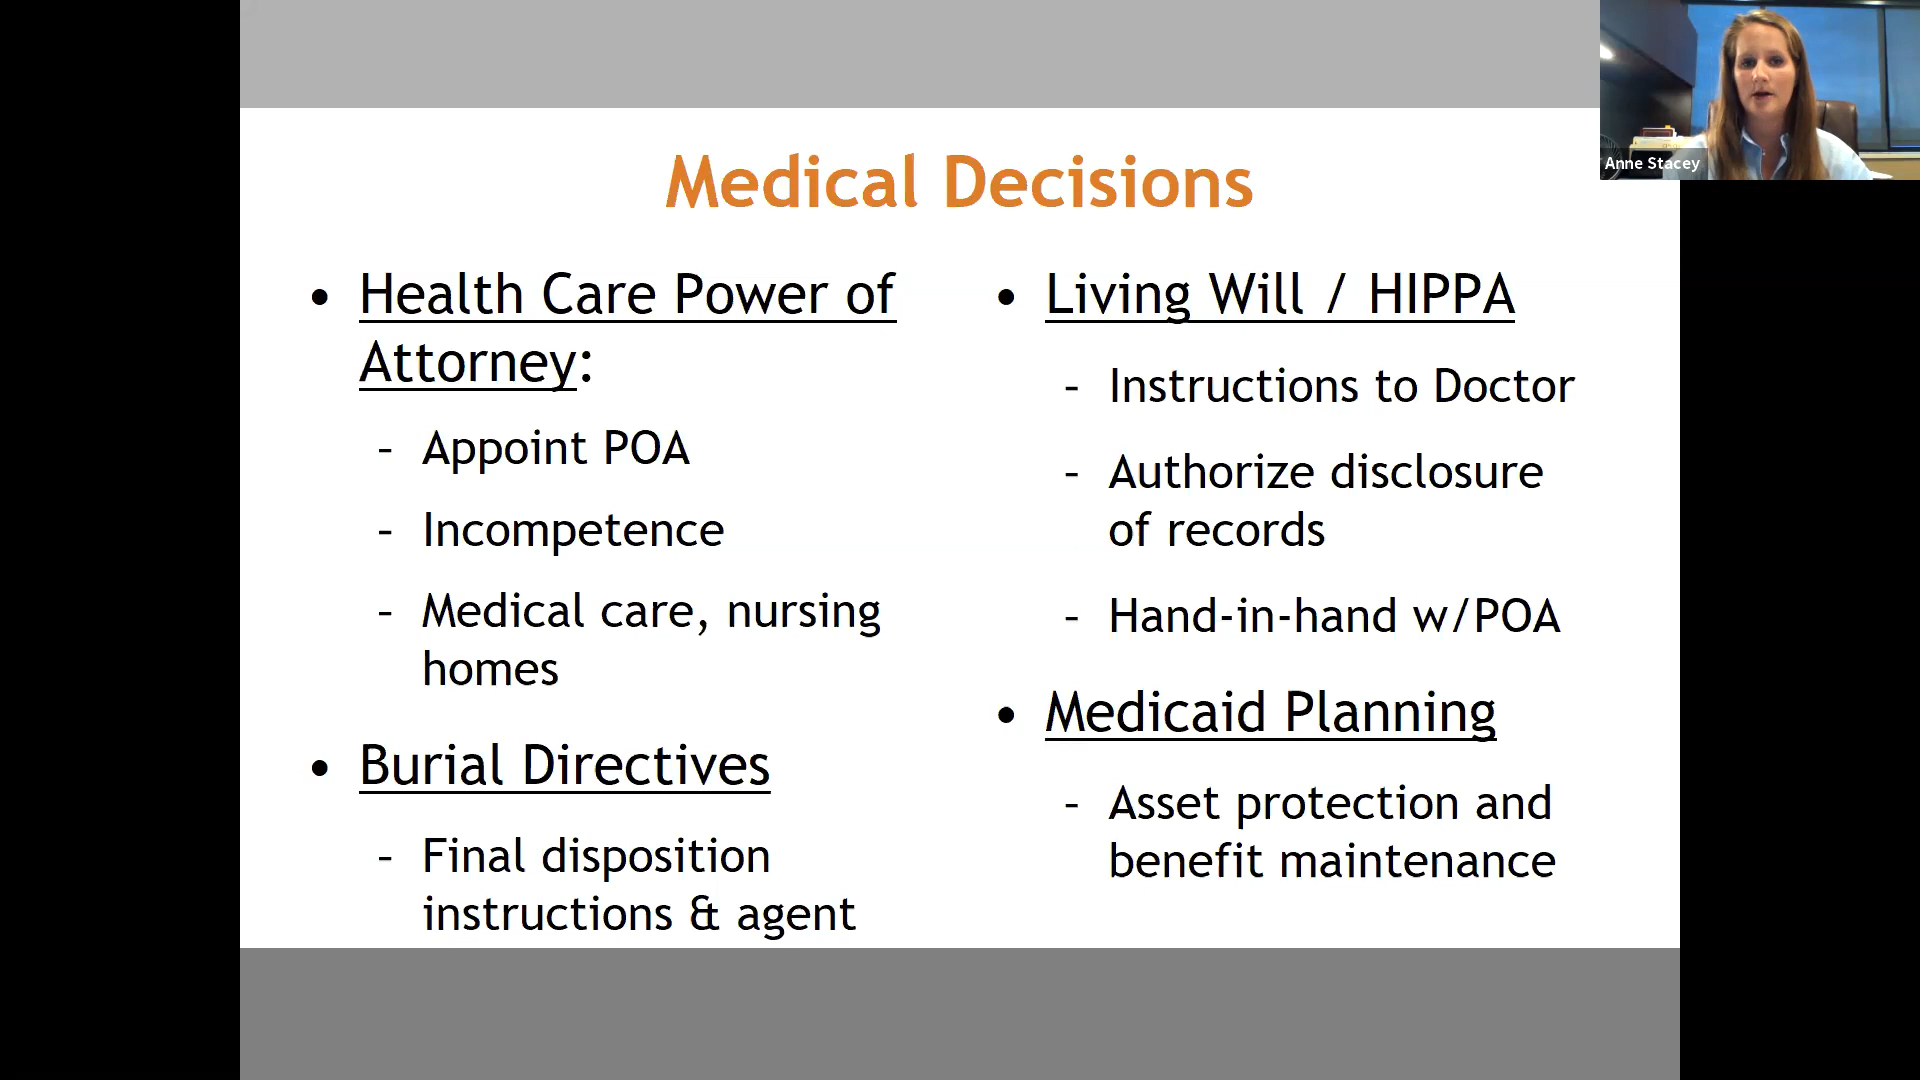 Medical Decisions
• Health Care Power of
Attorney:
– Appoint POA
– Incompetence
– Medical care, nursing
homes
• Burial Directives
– Final disposition
instructions & agent
• Living Will / HIPPA
– Instructions to Doctor
– Authorize disclosure
of records
– Hand-in-hand w/POA
• Medicaid Planning
– Asset protection and
benefit maintenance
Anne Stacey